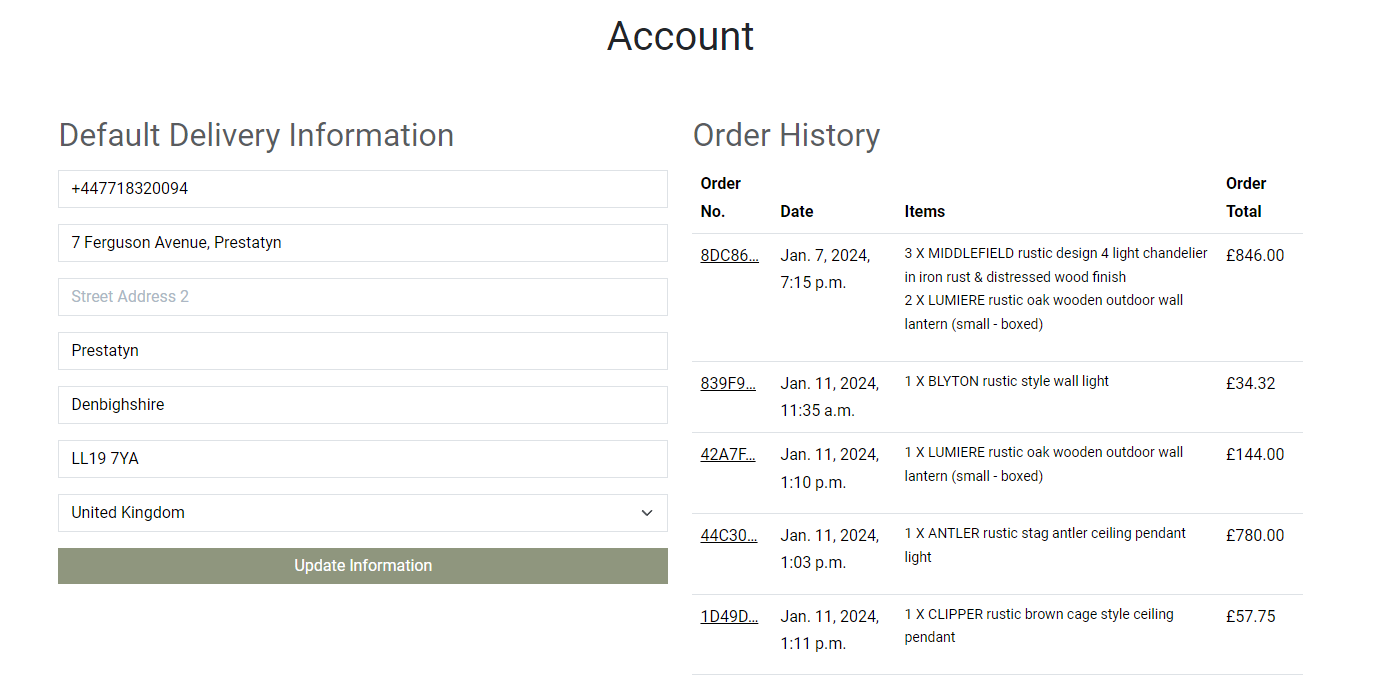 Account
Default Delivery Information
+447718320094
7 Ferguson Avenue, Prestatyn
Street Address 2
Prestatyn
Denbighshire
LL19 7YA
United Kingdom
Update Information
Order History
Order
No.
Date
Items
Order
Total
8DC86...
Jan. 7, 2024,
7:15 p.m.
3 X MIDDLEFIELD rustic design 4 light chandelier
in iron rust & distressed wood finish
2 X LUMIERE rustic oak wooden outdoor wall
lantern (small - boxed)
£846.00
839F9...
Jan. 11, 2024,
11:35 a.m.
1 X BLYTON rustic style wall light
£34.32
42A7F...
Jan. 11, 2024,
1:10 p.m.
1 X LUMIERE rustic oak wooden outdoor wall
lantern (small - boxed)
£144.00
44C30...
Jan. 11, 2024,
1:03 p.m.
1 X ANTLER rustic stag antler ceiling pendant
light
£780.00
1D49D...
Jan. 11, 2024,
1:11 p.m.
1 X CLIPPER rustic brown cage style ceiling
pendant
£57.75